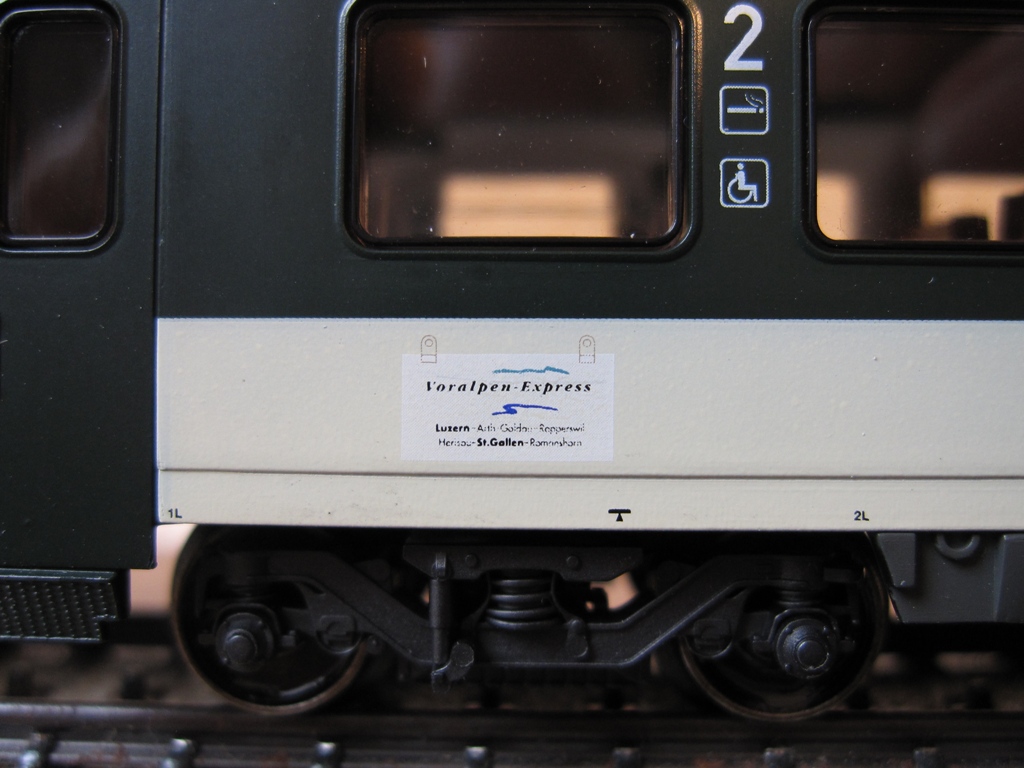 2
Voralpen-Express
Luzern-Arth-Goldau-Rapperswil
Herisau-St.Gallen-Romanshorn
1L
2L